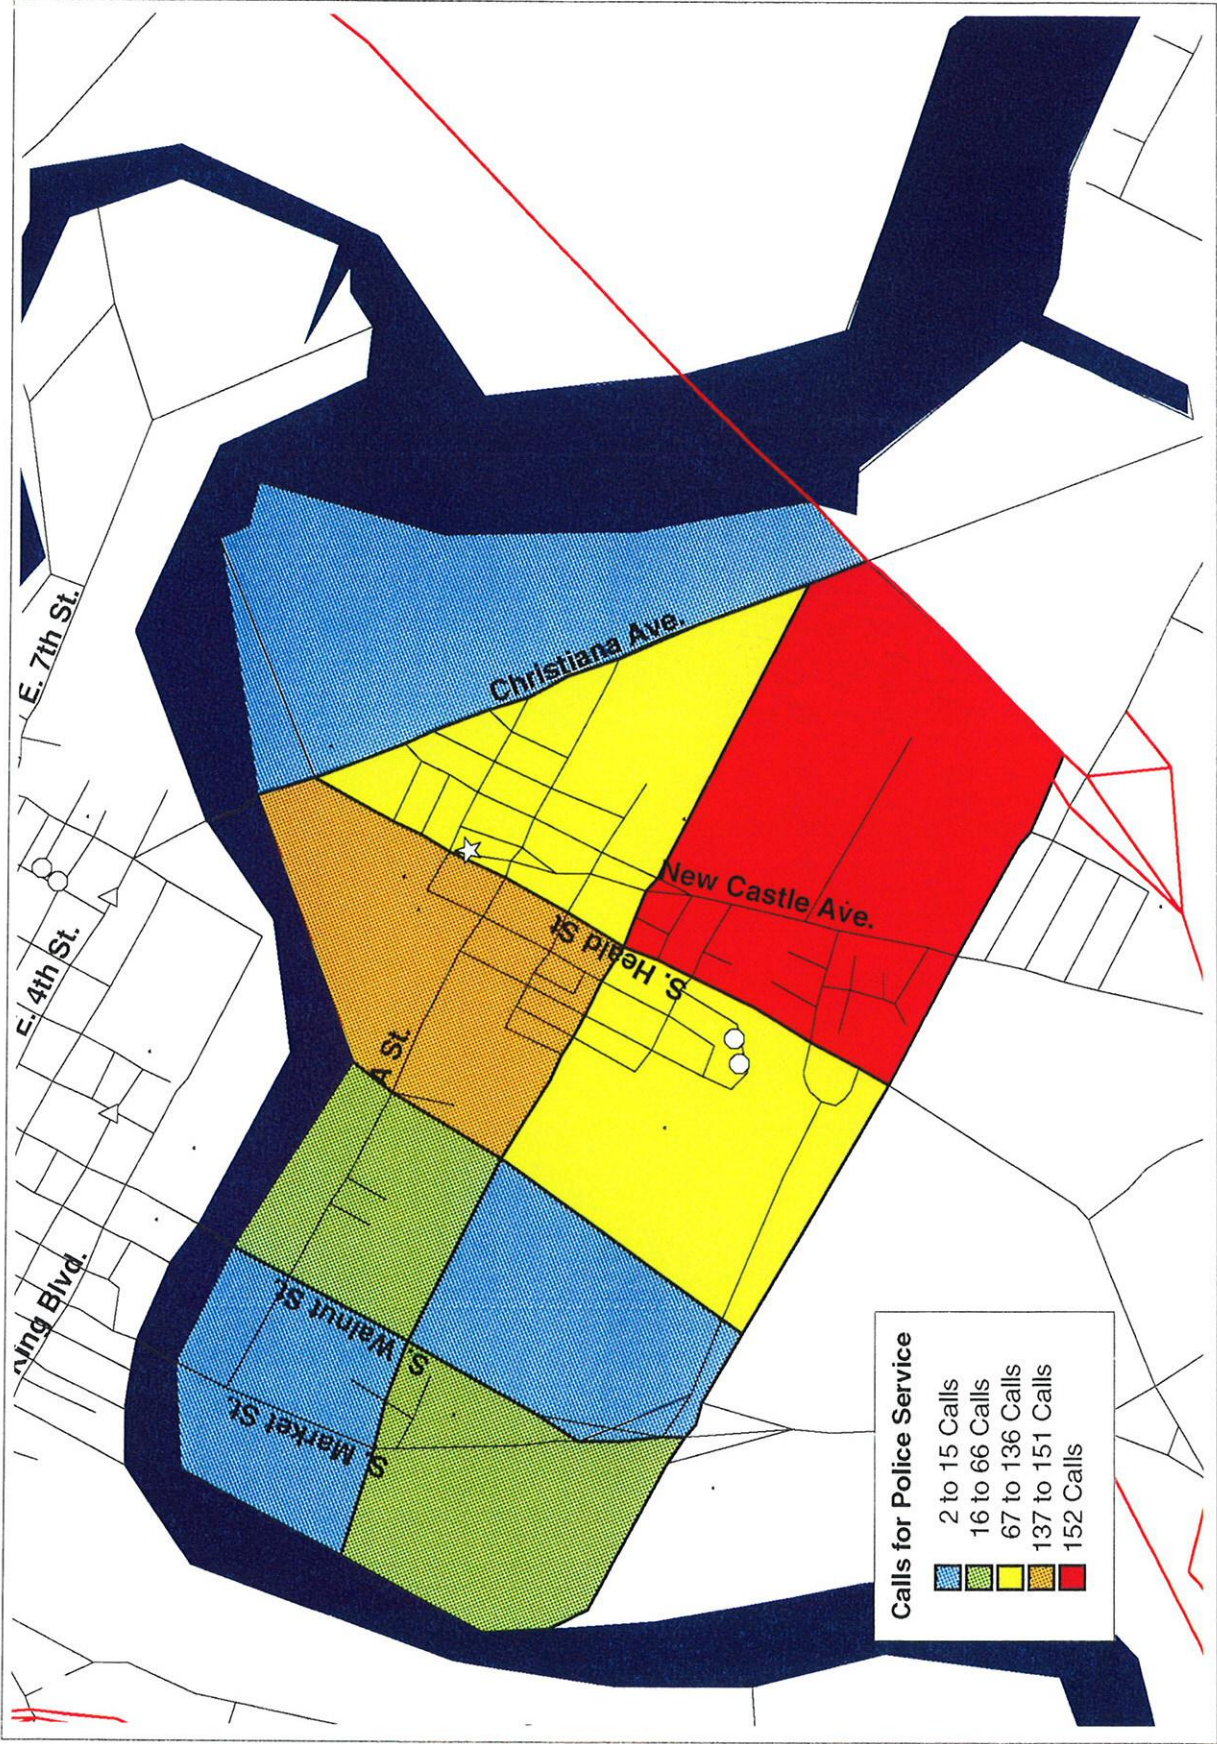 E. 7th St.
E. 4th St.
King Blvd.
Christiana Ave.
New Castle Ave.
S. Heald St
A St.
S. Walnut St.
S. Market St.
Calls for Police Service
2 to 15 Calls
16 to 66 Calls
67 to 136 Calls
137 to 151 Calls
152 Calls